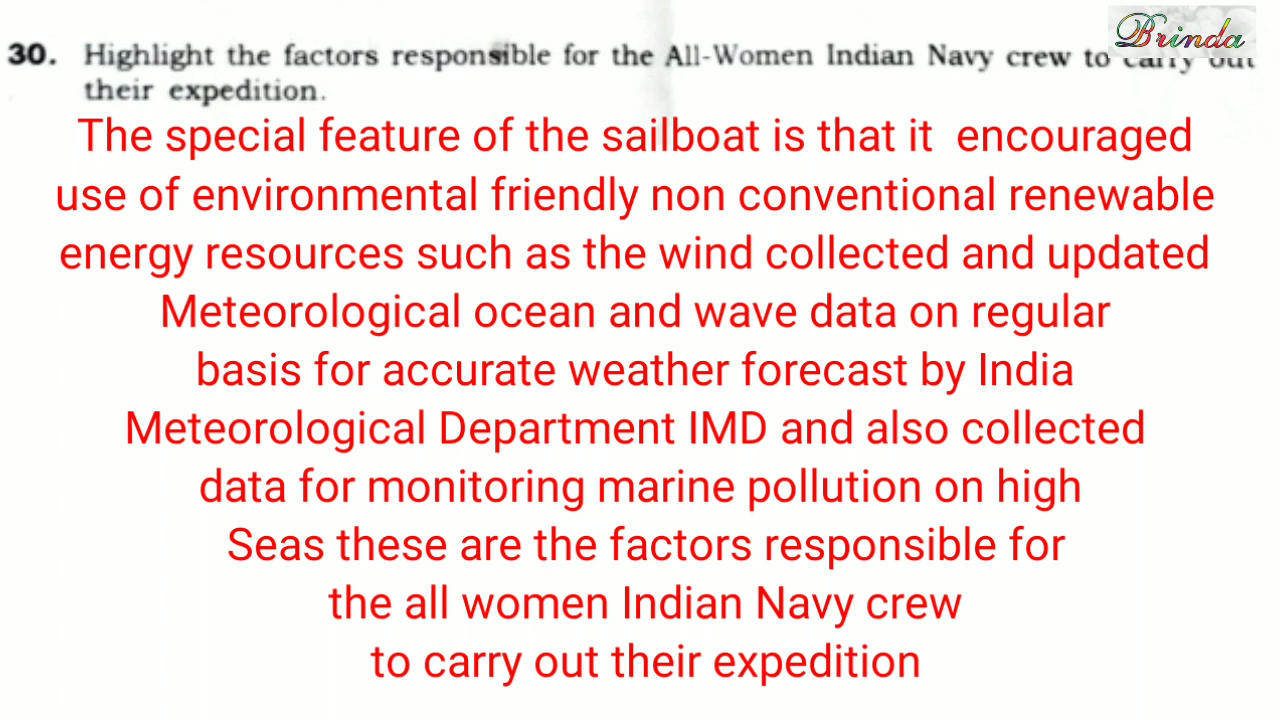 Brinda
30. Highlight the factors responsible for the All-Women Indian Navy crew to carry out
their expedition.
The special feature of the sailboat is that it encouraged
use of environmental friendly non conventional renewable
energy resources such as the wind collected and updated
Meteorological ocean and wave data on regular
basis for accurate weather forecast by India
Meteorological Department IMD and also collected
data for monitoring marine pollution on high
Seas these are the factors responsible for
the all women Indian Navy crew
to carry out their expedition